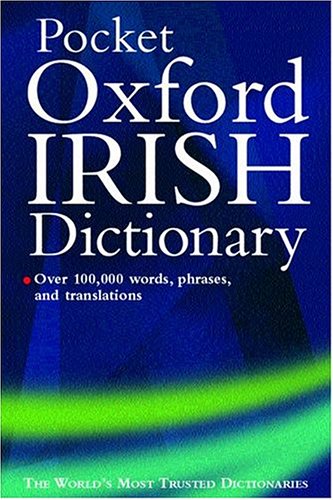 Pocket
Oxford
IRISH
Dictionary
• Over 100,000 words, phrases,
and translations
THE WORLD'S MOST TRUSTED DICTIONARIES